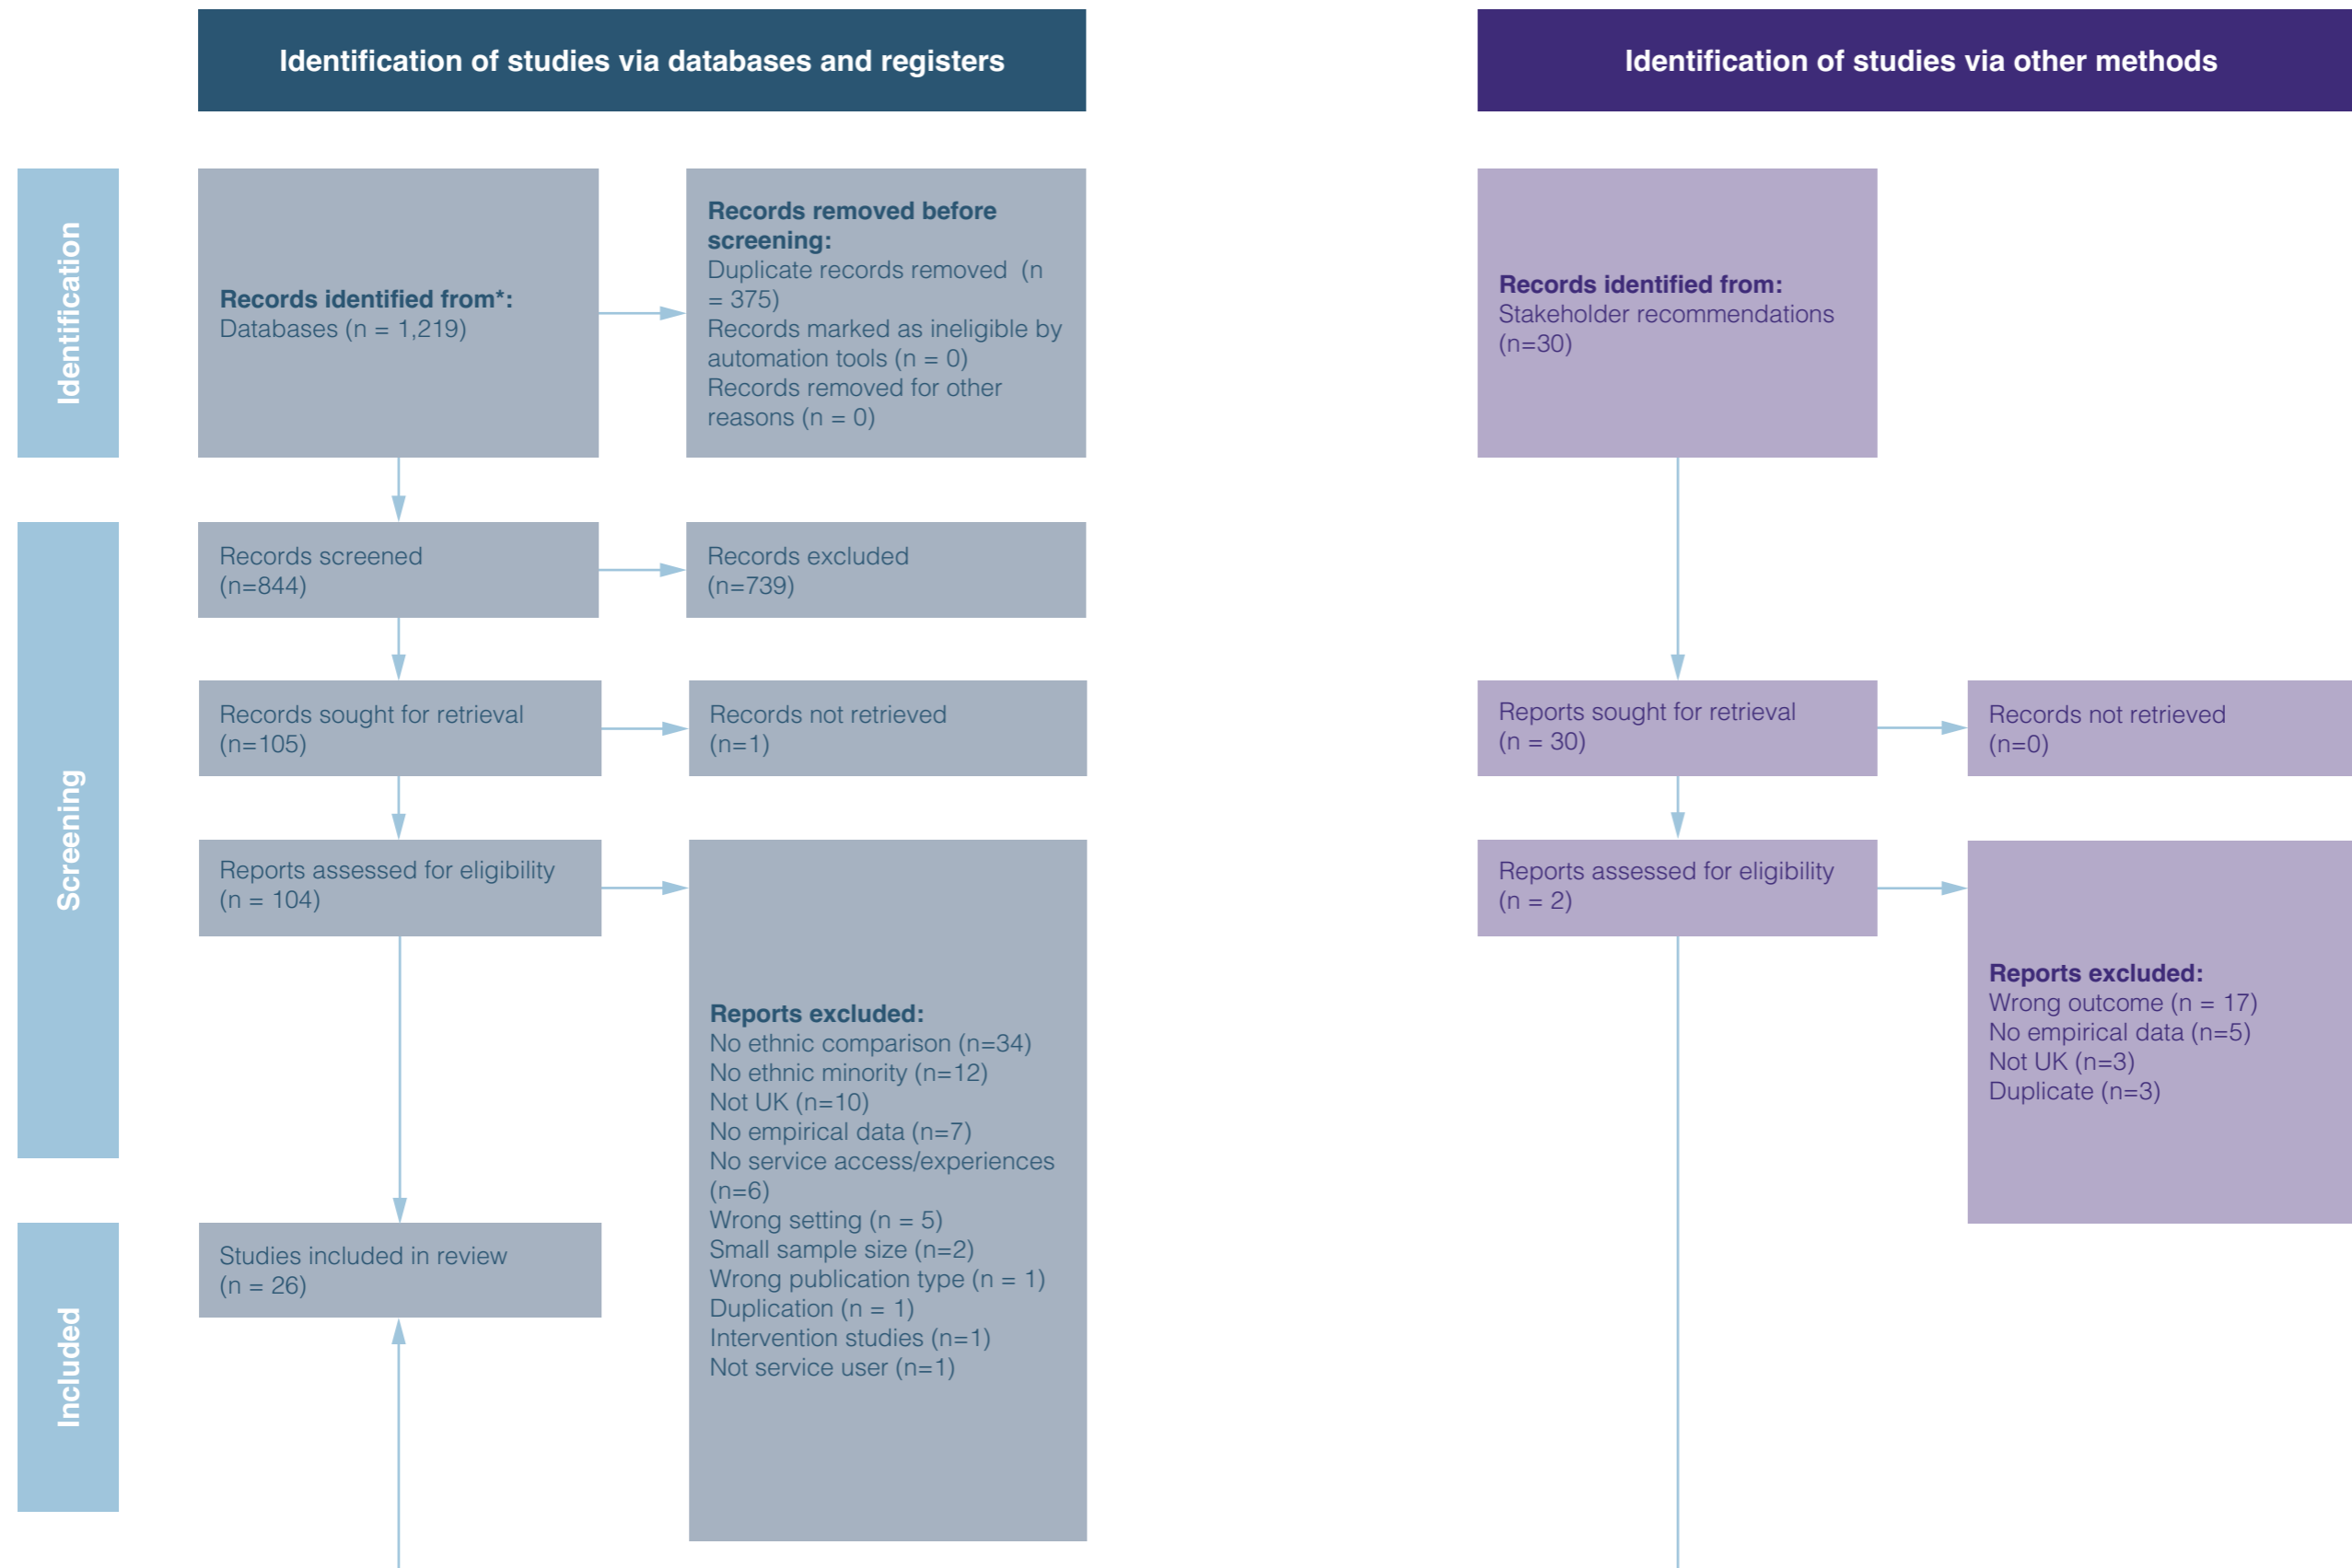 Identification of studies via databases and registers
Identification of studies via other methods
Identification
Records identified from*:
Databases (n = 1,219)
Records removed before
screening:
Duplicate records removed  (n
= 375)
Records marked as ineligible by
automation tools (n = 0)
Records removed for other
reasons (n = 0)
Records identified from:
Stakeholder recommendations
(n=30)
Screening
Records screened
(n=844)
Records excluded
(n=739)
Records sought for retrieval
(n=105)
Records not retrieved
(n=1)
Reports sought for retrieval
(n = 30)
Records not retrieved
(n=0)
Reports assessed for eligibility
(n = 104)
Reports excluded:
No ethnic comparison (n=34)
No ethnic minority (n=12)
Not UK (n=10)
No empirical data (n=7)
No service access/experiences
(n=6)
Wrong setting (n = 5)
Small sample size (n=2)
Wrong publication type (n = 1)
Duplication (n = 1)
Intervention studies (n=1)
Not service user (n=1)
Reports assessed for eligibility
(n = 2)
Reports excluded:
Wrong outcome (n = 17)
No empirical data (n=5)
Not UK (n=3)
Duplicate (n=3)
Included
Studies included in review
(n = 26)